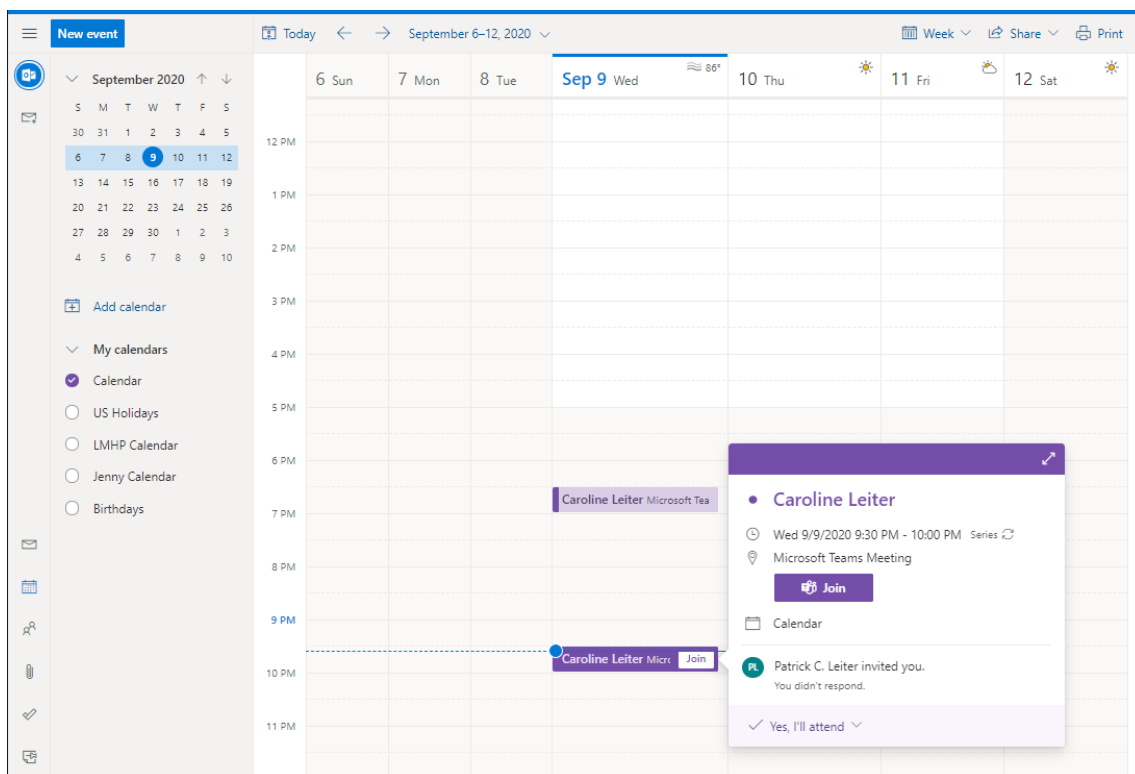 New event
Today
September 6–12, 2020
Week
Share
Print
September 2020
S M T W T F S
30 31 1 2 3 4 5
6 7 8 9 10 11 12
13 14 15 16 17 18 19
20 21 22 23 24 25 26
27 28 29 30 1 2 3
4 5 6 7 8 9 10
Add calendar
My calendars
Calendar
US Holidays
LMHP Calendar
Jenny Calendar
Birthdays
6 Sun
7 Mon
8 Tue
Sep 9 Wed
86°
10 Thu
11 Fri
12 Sat
12 PM
1 PM
2 PM
3 PM
4 PM
5 PM
6 PM
7 PM
8 PM
9 PM
10 PM
11 PM
Caroline Leiter Microsoft Tea
Caroline Leiter Micr
Join
Caroline Leiter
Wed 9/9/2020 9:30 PM - 10:00 PM Series
Microsoft Teams Meeting
Join
Calendar
PL
Patrick C. Leiter invited you.
You didn't respond.
Yes, I'll attend